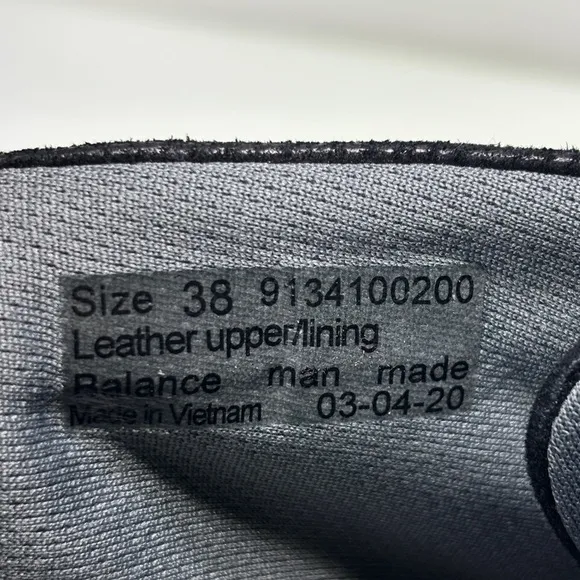 Size 38 9134100200
Leather upper/lining
Balance man made
Made in Vietnam 03-04-20